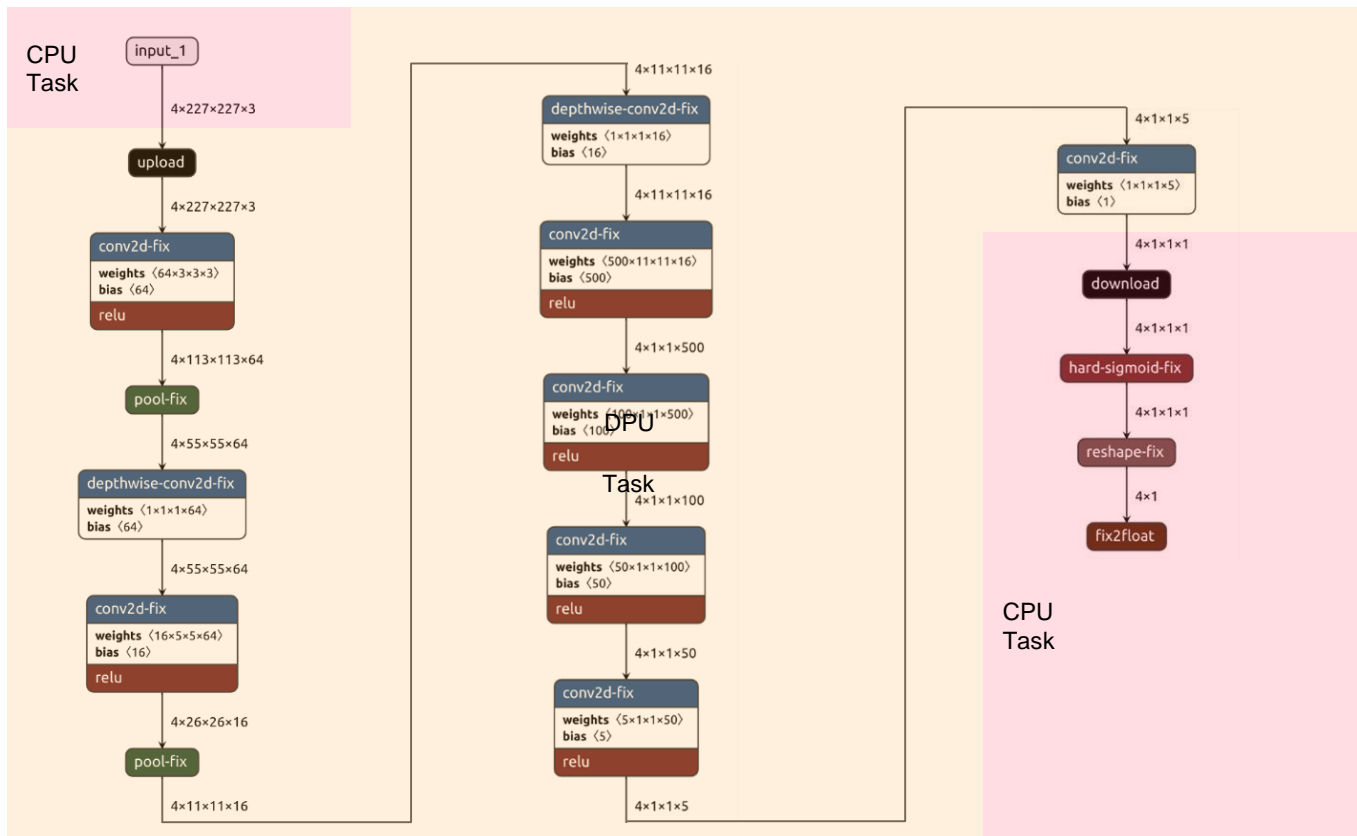 CPU
Task
input_1
4×227×227×3
upload
4×227×227×3
conv2d-fix
weights 〈64×3×3×3〉
bias 〈64〉
relu
4×113×113×64
pool-fix
4×55×55×64
depthwise-conv2d-fix
weights 〈1×1×1×64〉
bias 〈64〉
4×55×55×64
conv2d-fix
weights 〈16×5×5×64〉
bias 〈16〉
relu
4×26×26×16
pool-fix
4×11×11×16
4×11×11×16
depthwise-conv2d-fix
weights 〈1×1×1×16〉
bias 〈16〉
4×11×11×16
conv2d-fix
weights 〈500×11×11×16〉
bias 〈500〉
relu
4×1×1×500
conv2d-fix
weights 〈100×1×1×500〉
bias 〈100〉
relu
DPU
Task
4×1×1×100
conv2d-fix
weights 〈50×1×1×100〉
bias 〈50〉
relu
4×1×1×50
conv2d-fix
weights 〈5×1×1×50〉
bias 〈5〉
relu
4×1×1×5
4×1×1×5
conv2d-fix
weights 〈1×1×1×5〉
bias 〈1〉
4×1×1×1
download
4×1×1×1
hard-sigmoid-fix
4×1×1×1
reshape-fix
4×1
fix2float
CPU
Task